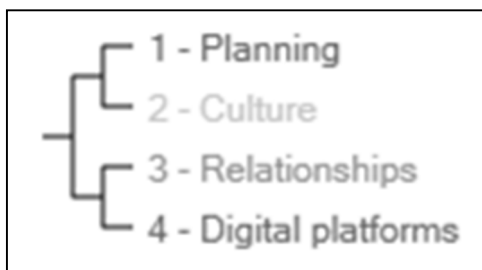 1 - Planning
2 - Culture
3 - Relationships
4 - Digital platforms